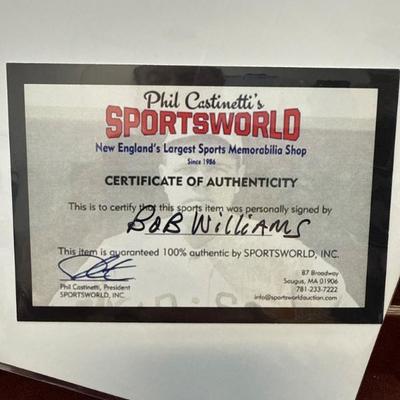 Phil Castinetti's
SPORTSWORLD
New England's Largest Sports Memorabilia Shop
Since 1986
CERTIFICATE OF AUTHENTICITY
This is to certify that this sports item was personally signed by
BOB WILLIAMS
This item is guaranteed 100% authentic by SPORTSWORLD, INC.
Phil Castinetti, President
SPORTSWORLD, INC.
87 Broadway
Saugus, MA 01906
781-233-7222
info@sportsworldauction.com